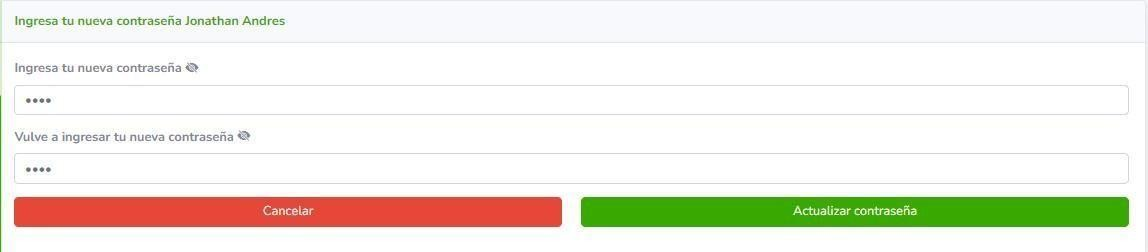 Ingresa tu nueva contraseña Jonathan Andres
Ingresa tu nueva contraseña
••••
Vulve a ingresar tu nueva contraseña
••••
Cancelar
Actualizar contraseña